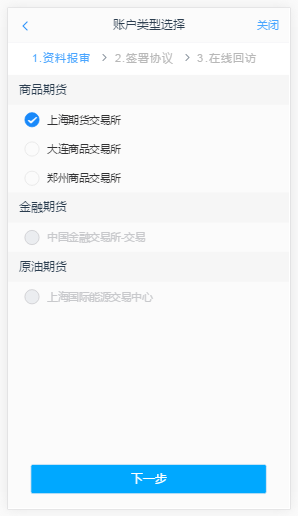 账户类型选择 关闭
1.资料报审 2.签署协议 3.在线回访
商品期货
上海期货交易所
大连商品交易所
郑州商品交易所
金融期货
中国金融交易所-交易
原油期货
上海国际能源交易中心
下一步